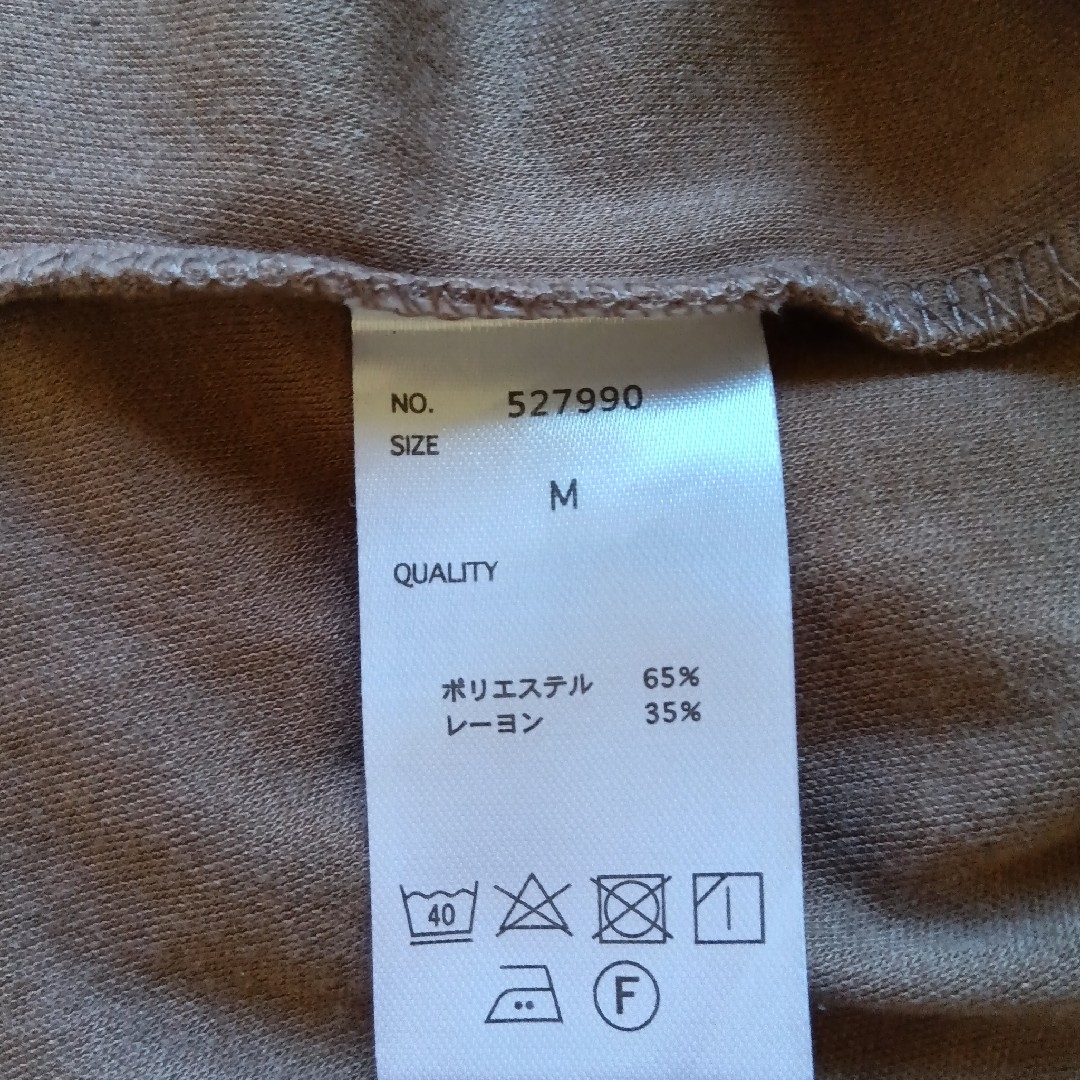 NO. 527990
SIZE
M
QUALITY
ポリエステル 65%
レーヨン 35%
40
F